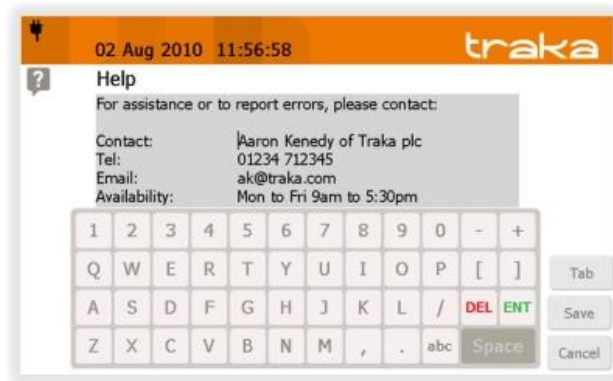 02 Aug 2010 11:56:58
traka
?
Help
For assistance or to report errors, please contact:
Contact: Aaron Kenedy of Traka plc
Tel: 01234 712345
Email: ak@traka.com
Availability: Mon to Fri 9am to 5:30pm
1 2 3 4 5 6 7 8 9 0 - +
Q W E R T Y U I O P [ ]
Tab
A S D F G H J K L / DEL ENT
Save
Z X C V B N M , . abc Space
Cancel